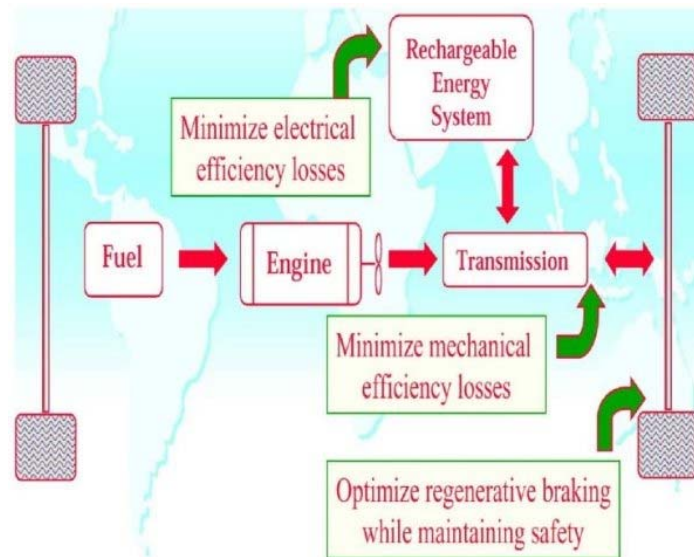 Rechargeable
Energy
System
Minimize electrical
efficiency losses
Fuel
Engine
Transmission
Minimize mechanical
efficiency losses
Optimize regenerative braking
while maintaining safety